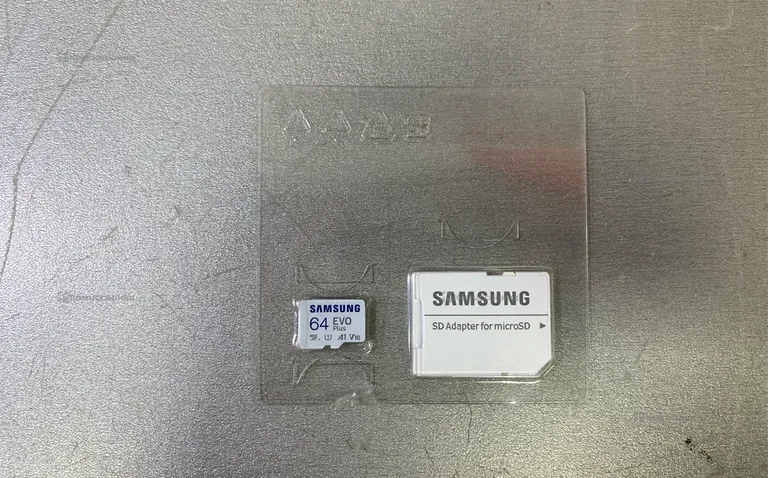 SAMSUNG
64 EVO
Plus
A1 V10
SAMSUNG
SD Adapter for microSD